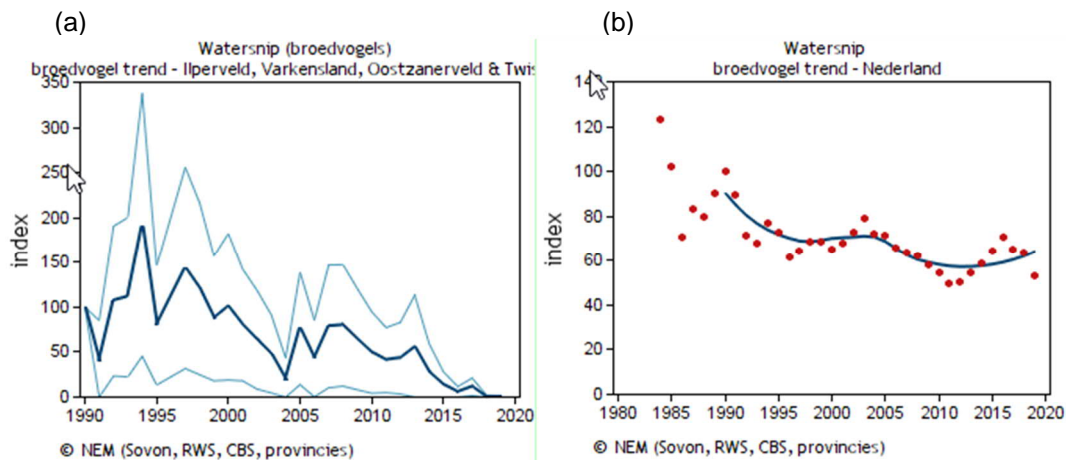 (a)
Watersnip (broedvogels)
broedvogel trend - Ilperveld, Varkensland, Oostzanerveld & Twis
350
300
250
200
150
100
50
0
index
1990 1995 2000 2005 2010 2015 2020
© NEM (Sovon, RWS, CBS, provincies)
(b)
Watersnip
broedvogel trend - Nederland
140
120
100
80
60
40
20
0
index
1980 1985 1990 1995 2000 2005 2010 2015 2020
© NEM (Sovon, RWS, CBS, provincies)